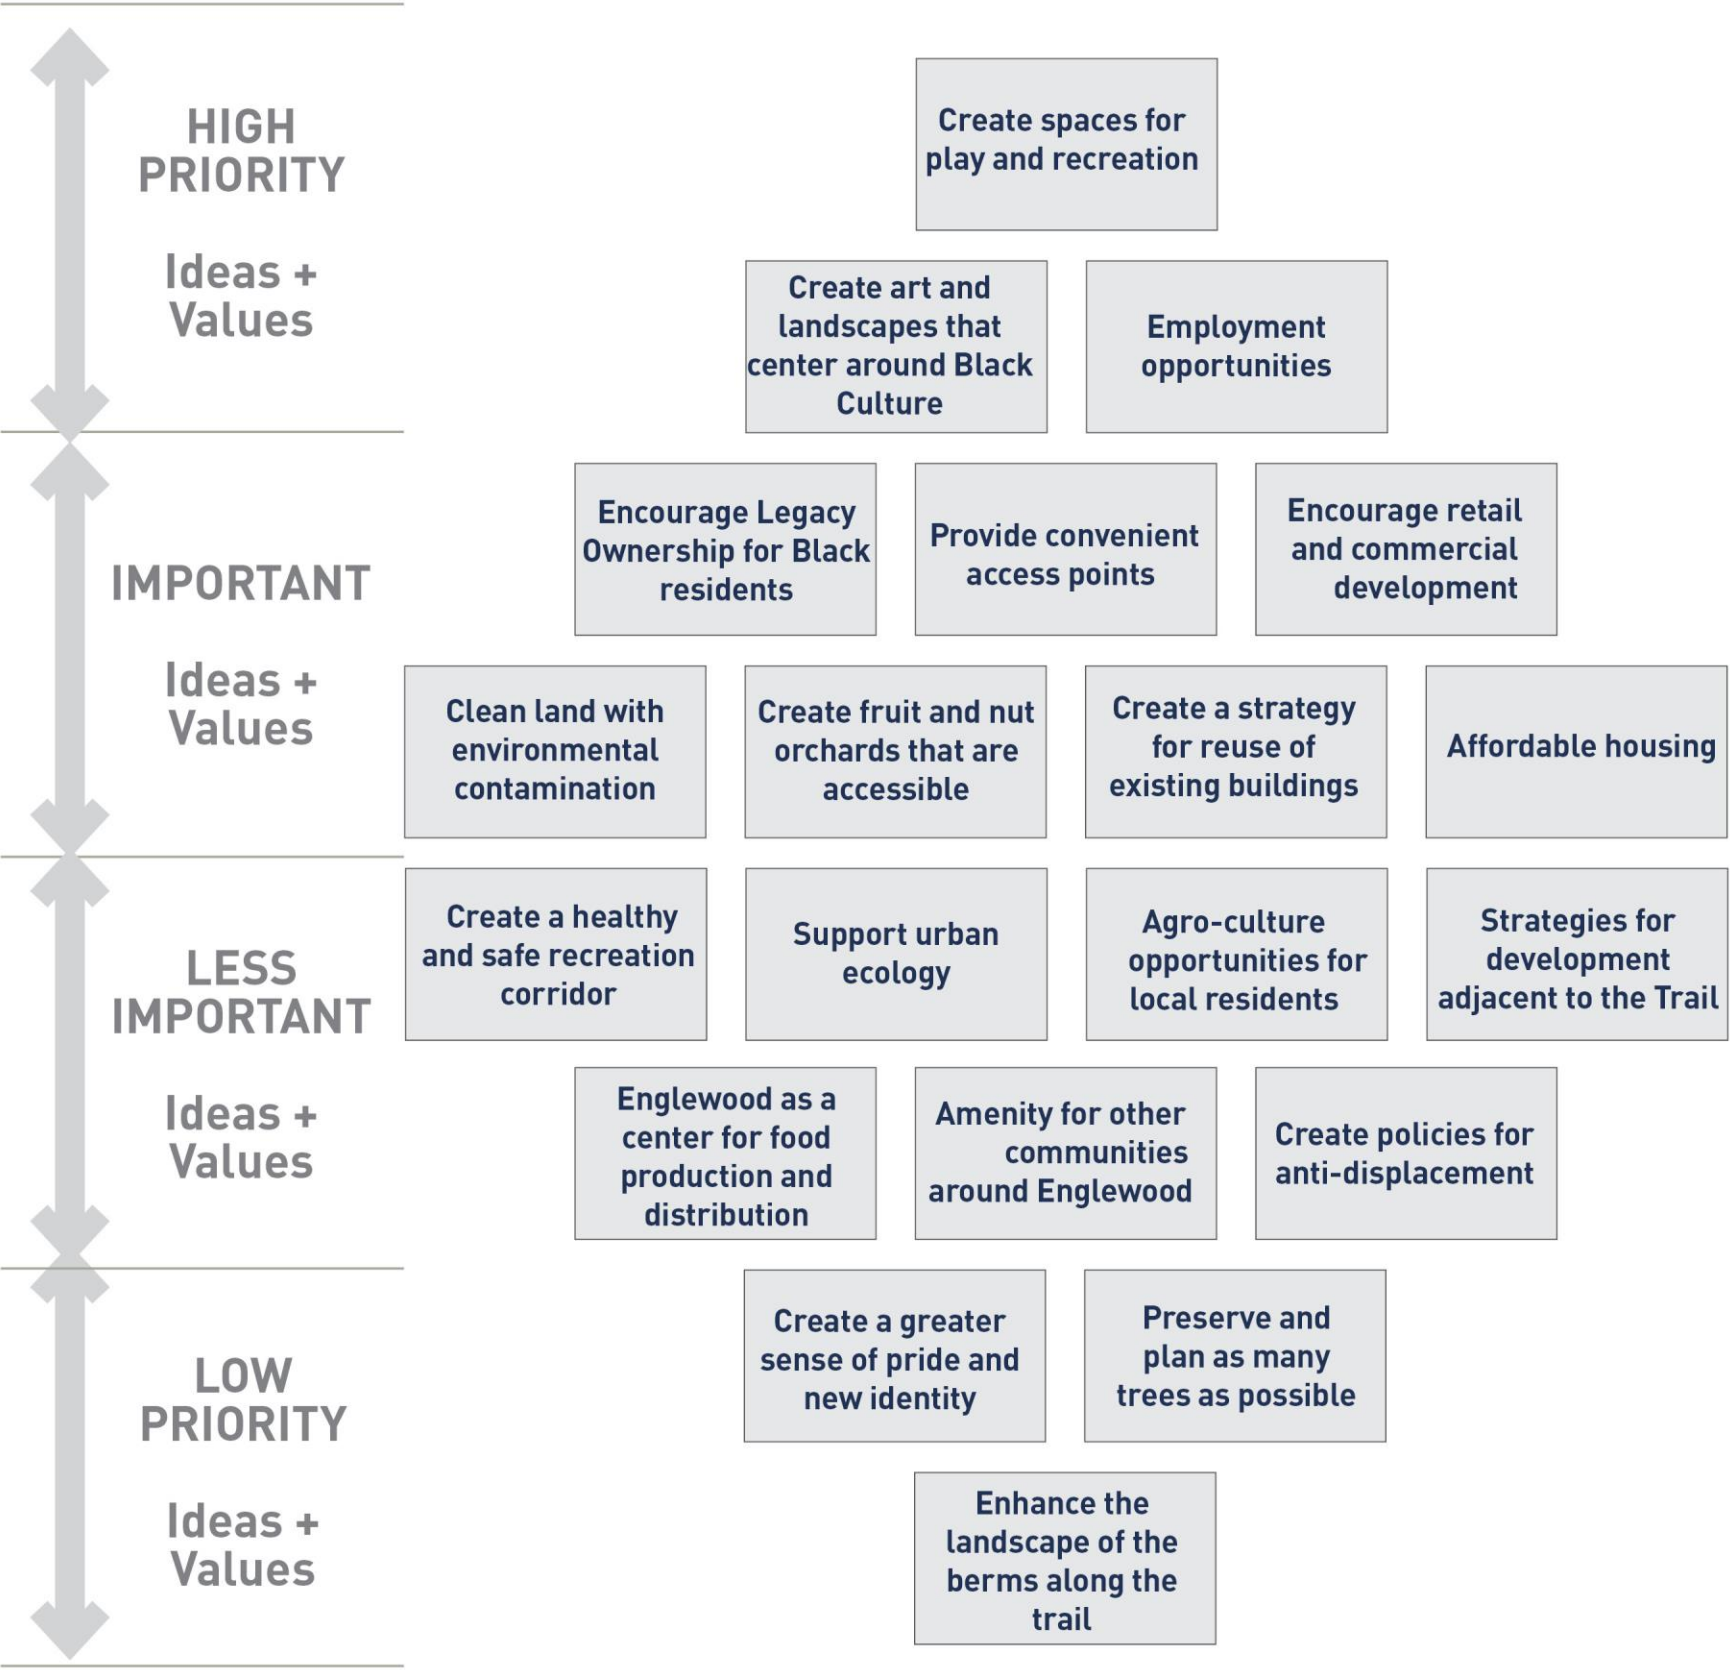 HIGH
PRIORITY
Ideas +
Values
Create spaces for
play and recreation
Create art and
landscapes that
center around Black
Culture
Employment
opportunities
IMPORTANT
Ideas +
Values
Encourage Legacy
Ownership for Black
residents
Provide convenient
access points
Encourage retail
and commercial
development
Clean land with
environmental
contamination
Create fruit and nut
orchards that are
accessible
Create a strategy
for reuse of
existing buildings
Affordable housing
LESS
IMPORTANT
Ideas +
Values
Create a healthy
and safe recreation
corridor
Support urban
ecology
Agro-culture
opportunities for
local residents
Strategies for
development
adjacent to the Trail
Englewood as a
center for food
production and
distribution
Amenity for other
communities
around Englewood
Create policies for
anti-displacement
LOW
PRIORITY
Ideas +
Values
Create a greater
sense of pride and
new identity
Preserve and
plan as many
trees as possible
Enhance the
landscape of the
berms along the
trail